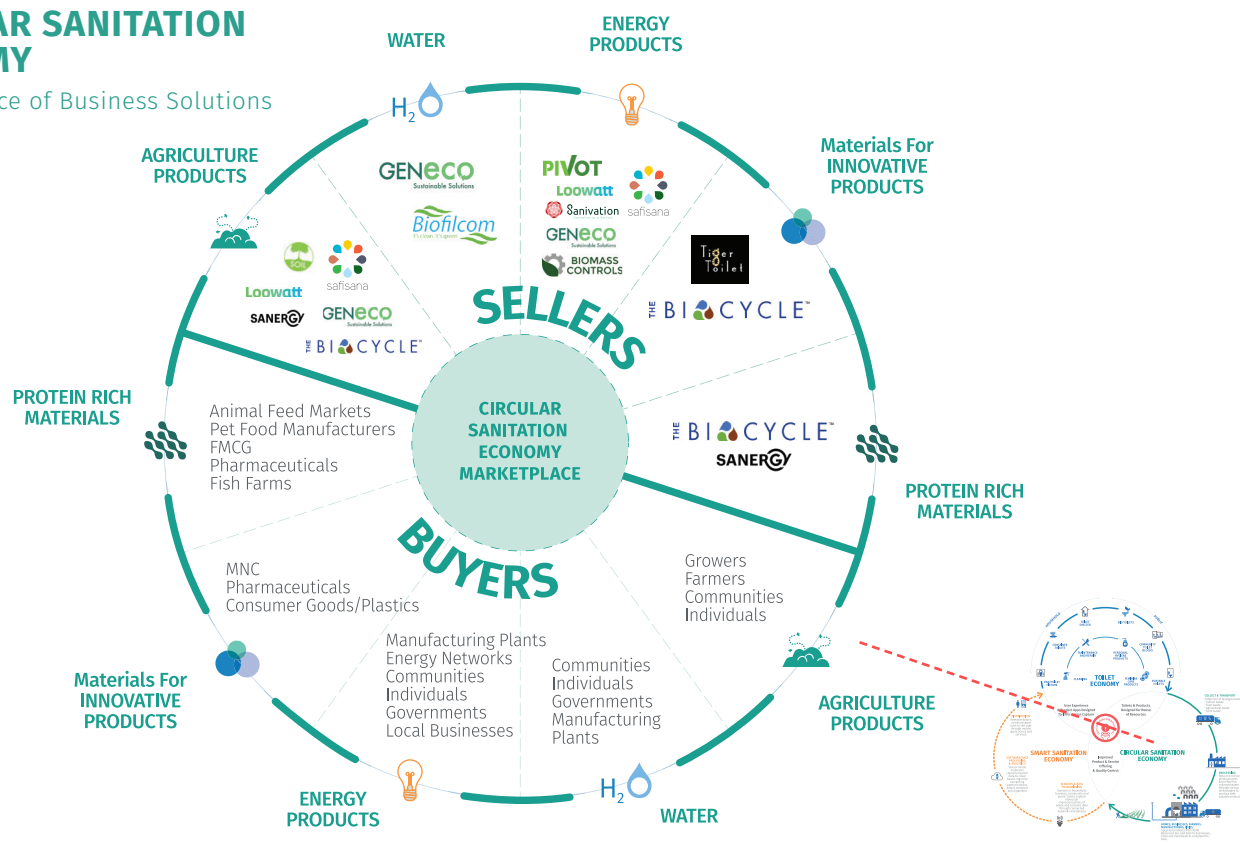 AR SANITATION
MY
ce of Business Solutions
WATER
H2
ENERGY
PRODUCTS
Materials For
INNOVATIVE
PRODUCTS
AGRICULTURE
PRODUCTS
GENeco
Sustainable Solutions
Biofilcom
PIVOT
Loowatt
Sanivation
safisana
GENeco
Sustainable Solutions
BIOMASS
CONTROLS
Tiger
Toilet
THE BIOCYCLE™
SOIL
safisana
Loowatt
SANERGY
GENeco
Sustainable Solutions
THE BIOCYCLE™
SELLERS
PROTEIN RICH
MATERIALS
Animal Feed Markets
Pet Food Manufacturers
FMCG
Pharmaceuticals
Fish Farms
CIRCULAR
SANITATION
ECONOMY
MARKETPLACE
THE BIOCYCLE™
SANERGY
PROTEIN RICH
MATERIALS
BUYERS
MNC
Pharmaceuticals
Consumer Goods/Plastics
Growers
Farmers
Communities
Individuals
Manufacturing Plants
Energy Networks
Communities
Individuals
Governments
Local Businesses
Communities
Individuals
Governments
Manufacturing
Plants
Materials For
INNOVATIVE
PRODUCTS
AGRICULTURE
PRODUCTS
ENERGY
PRODUCTS
H2
WATER
TOILET
ECONOMY
SMART SANITATION
ECONOMY
CIRCULAR SANITATION
ECONOMY